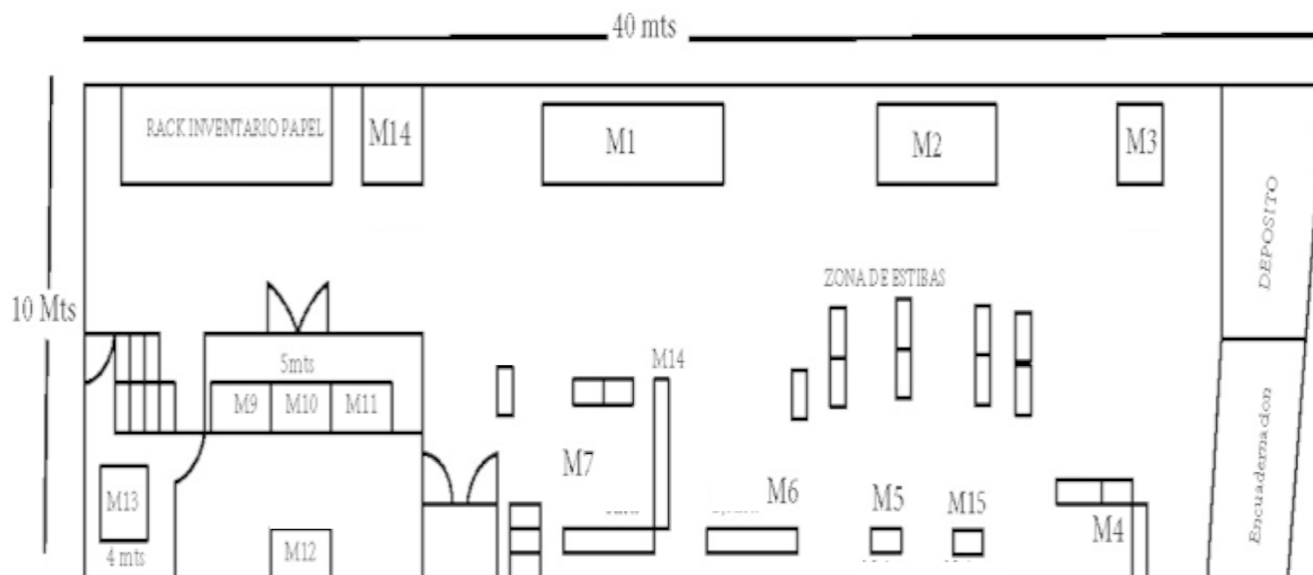 40 mts
RACK INVENTARIO PAPEL
M14
M1
M2
M3
DEPOSITO
ZONA DE ESTIBAS
10 Mts
5mts
M14
M9
M10
M11
M7
M6
M5
M15
M13
M4
Encuadernacion
4 mts
M12